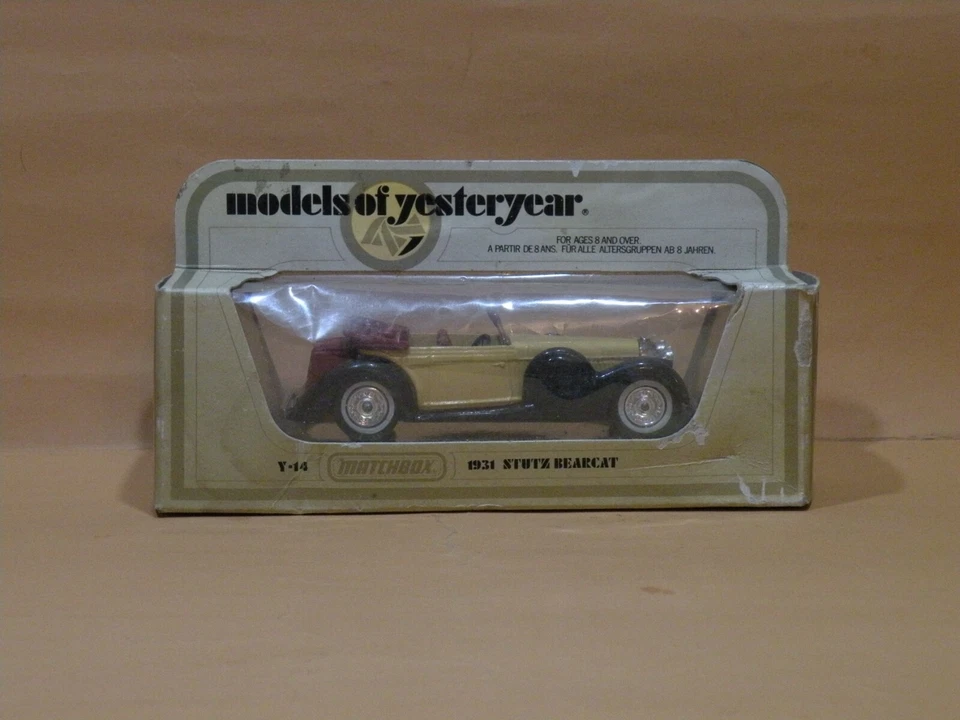 models of yesteryear®
FOR AGES 8 AND OVER.
A PARTIR DE 8 ANS. FÜR ALLE ALTERSGRUPPEN AB 8 JAHREN.
Y-14 MATCHBOX 1931 STUTZ BEARCAT